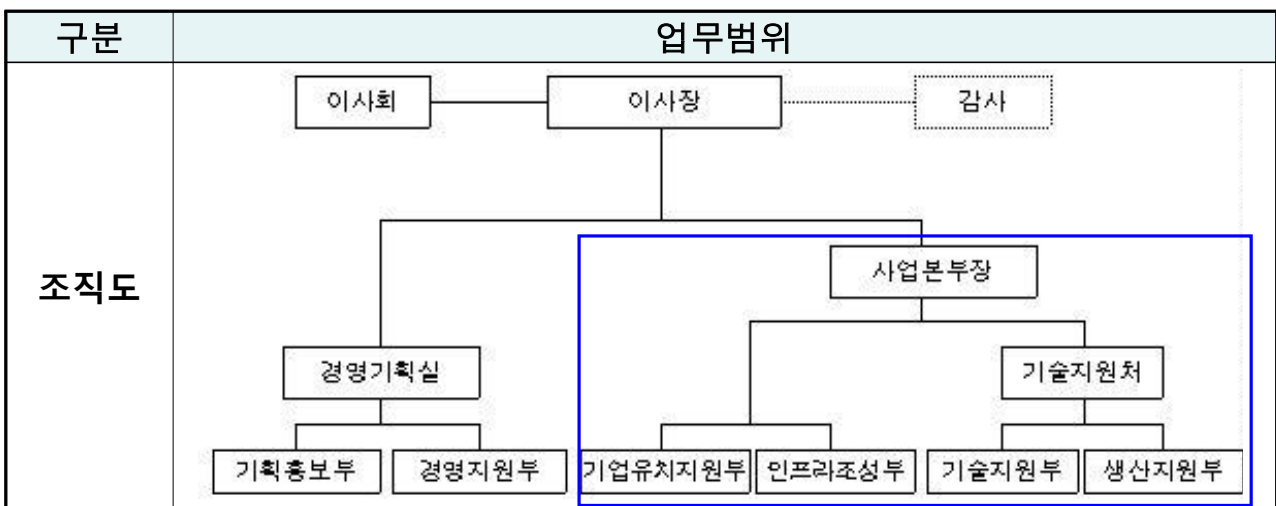 구분
업무범위
조직도
이사회
이사장
감사
사업본부장
경영기획실
기술지원처
기획홍보부
경영지원부
기업유치지원부
인프라조성부
기술지원부
생산지원부